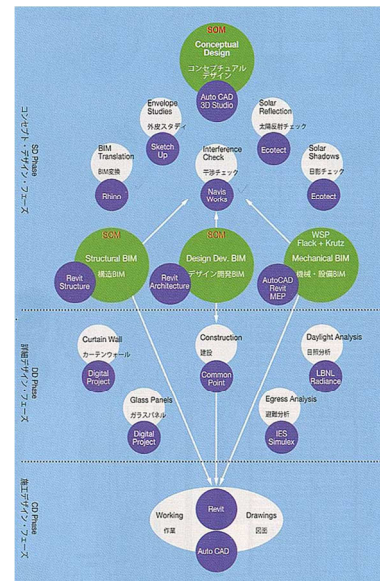 SOM
Conceptual
Design
コンセプチュアル
デザイン
Auto CAD
3D Studio
Envelope
Studies
外皮スタディ
Sketch
Up
Solar
Reflection
太陽反射チェック
Ecotect
BIM
Translation
BIM変換
Rhino
Interference
Check
干渉チェック
Navis
Works
Solar
Shadows
日影チェック
Ecotect
SD Phase
コンセプト・デザイン・フェーズ
SOM
Structural BIM
構造BIM
Revit
Structure
SOM
Design Dev. BIM
デザイン開発BIM
Revit
Architecture
WSP
Flack + Krutz
Mechanical BIM
機械・設備BIM
AutoCAD
Revit
MEP
DD Phase
詳細デザイン・フェーズ
Curtain Wall
カーテンウォール
Digital
Project
Construction
建設
Common
Point
Daylight Analysis
日照分析
LBNL
Radiance
Glass Panels
ガラスパネル
Digital
Project
Egress Analysis
避難分析
IES
Simulex
CD Phase
施工デザイン・フェーズ
Working
作業
Revit
Auto CAD
Drawings
図面